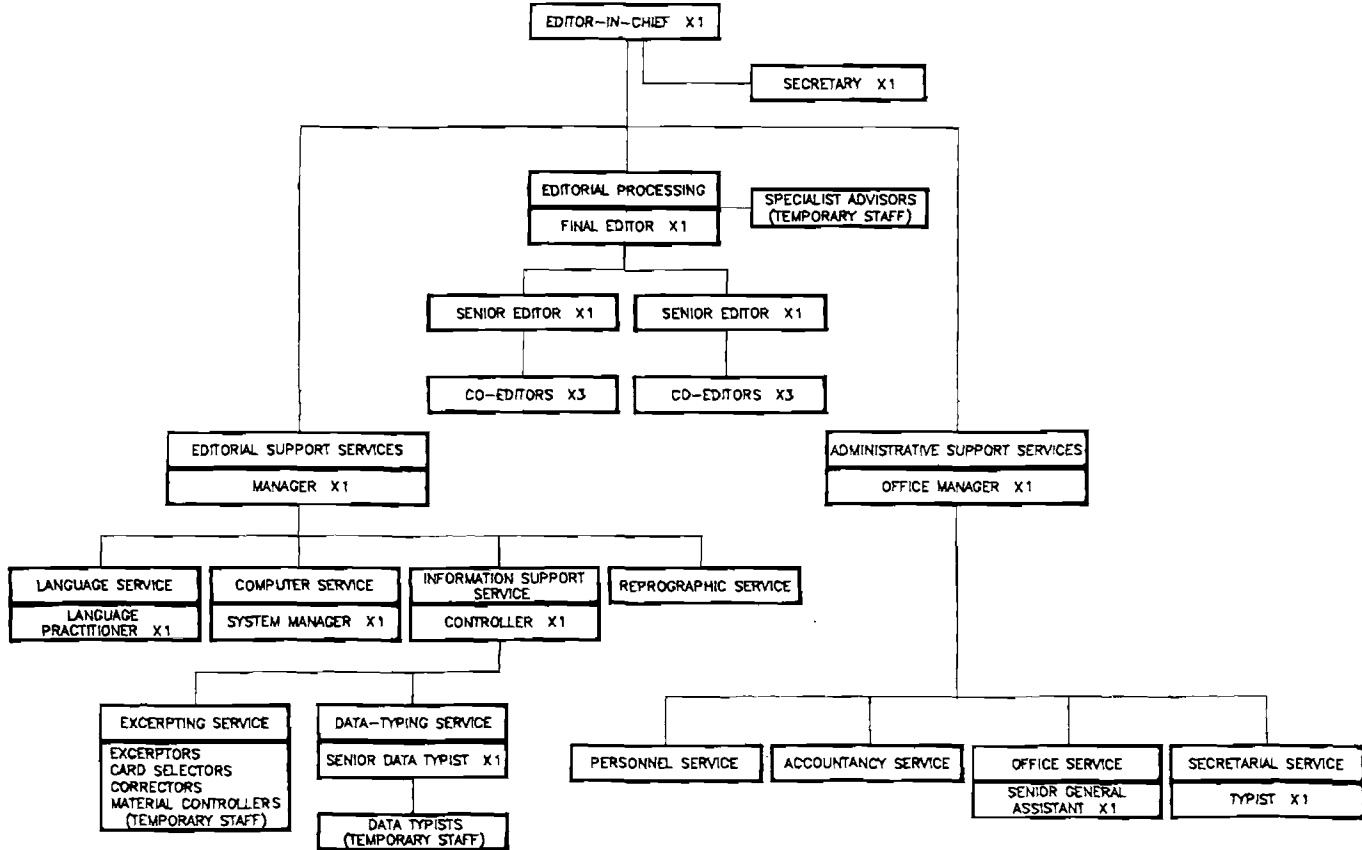 EDITOR-IN-CHIEF X1
SECRETARY X1
EDITORIAL PROCESSING
FINAL EDITOR X1
SPECIALIST ADVISORS
(TEMPORARY STAFF)
SENIOR EDITOR X1
SENIOR EDITOR X1
CO-EDITORS X3
CO-EDITORS X3
EDITORIAL SUPPORT SERVICES
MANAGER X1
ADMINISTRATIVE SUPPORT SERVICES
OFFICE MANAGER X1
LANGUAGE SERVICE
LANGUAGE
PRACTITIONER X1
COMPUTER SERVICE
SYSTEM MANAGER X1
INFORMATION SUPPORT
SERVICE
CONTROLLER X1
REPROGRAPHIC SERVICE
EXCERPTING SERVICE
EXCERPTORS
CARD SELECTORS
CORRECTORS
MATERIAL CONTROLLERS
(TEMPORARY STAFF)
DATA-TYPING SERVICE
SENIOR DATA TYPIST X1
DATA TYPISTS
(TEMPORARY STAFF)
PERSONNEL SERVICE
ACCOUNTANCY SERVICE
OFFICE SERVICE
SENIOR GENERAL
ASSISTANT X1
SECRETARIAL SERVICE
TYPIST X1